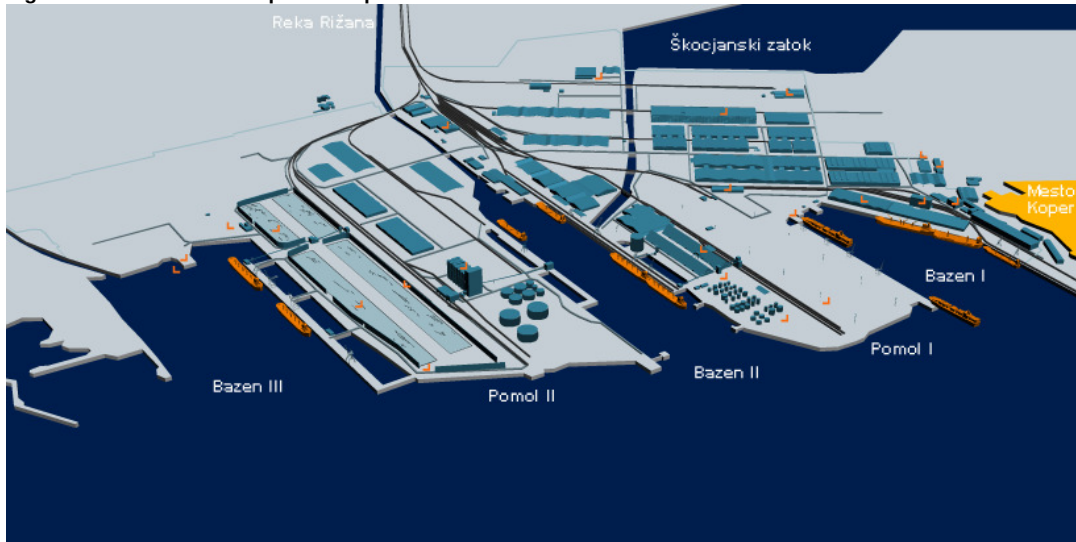 Reka Rižana
Škocjanski zatok
Mesto
Koper
Bazen I
Pomol I
Bazen II
Pomol II
Bazen III